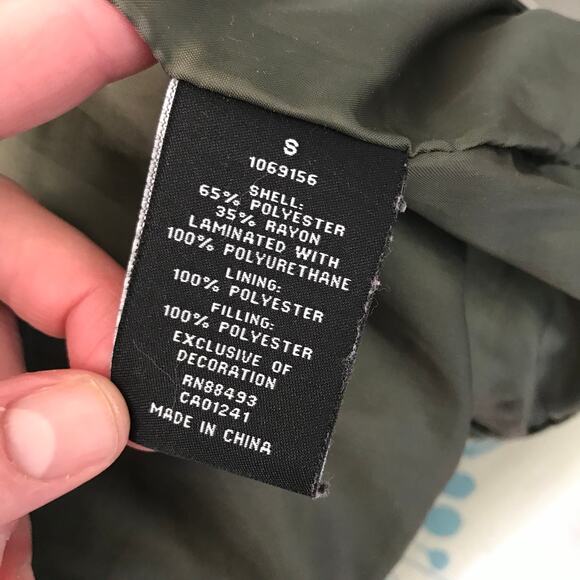 S
1069156
SHELL:
65% POLYESTER
35% RAYON
LAMINATED WITH
100% POLYURETHANE
LINING:
100% POLYESTER
FILLING:
100% POLYESTER
EXCLUSIVE OF
DECORATION
RN88493
CA01241
MADE IN CHINA